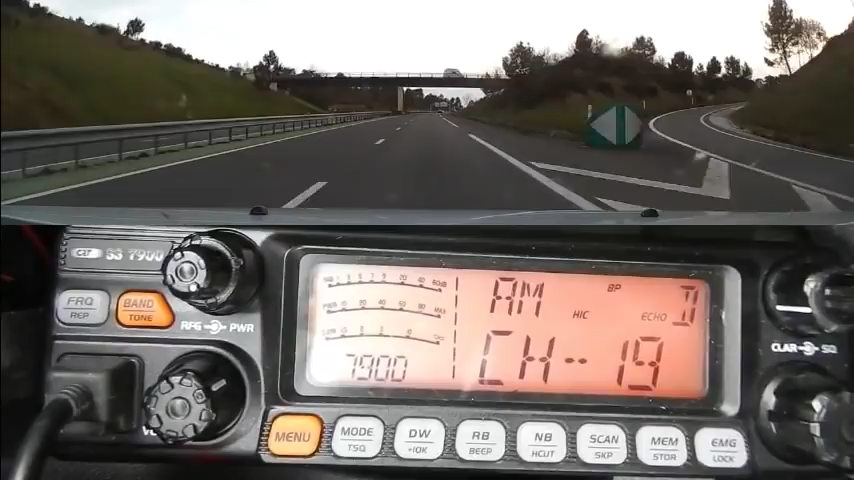 CRT SS 7900
FRQ
REP
BAND
TONE
RFG PWR
AM
BP
HIC
ECHO
D
CH-19
7900
CLAR SQ
MENU
MODE
TSQ
DW
+10K
RB
BEEP
NB
HCUT
SCAN
SKP
MEM
STOR
EMG
LOCK